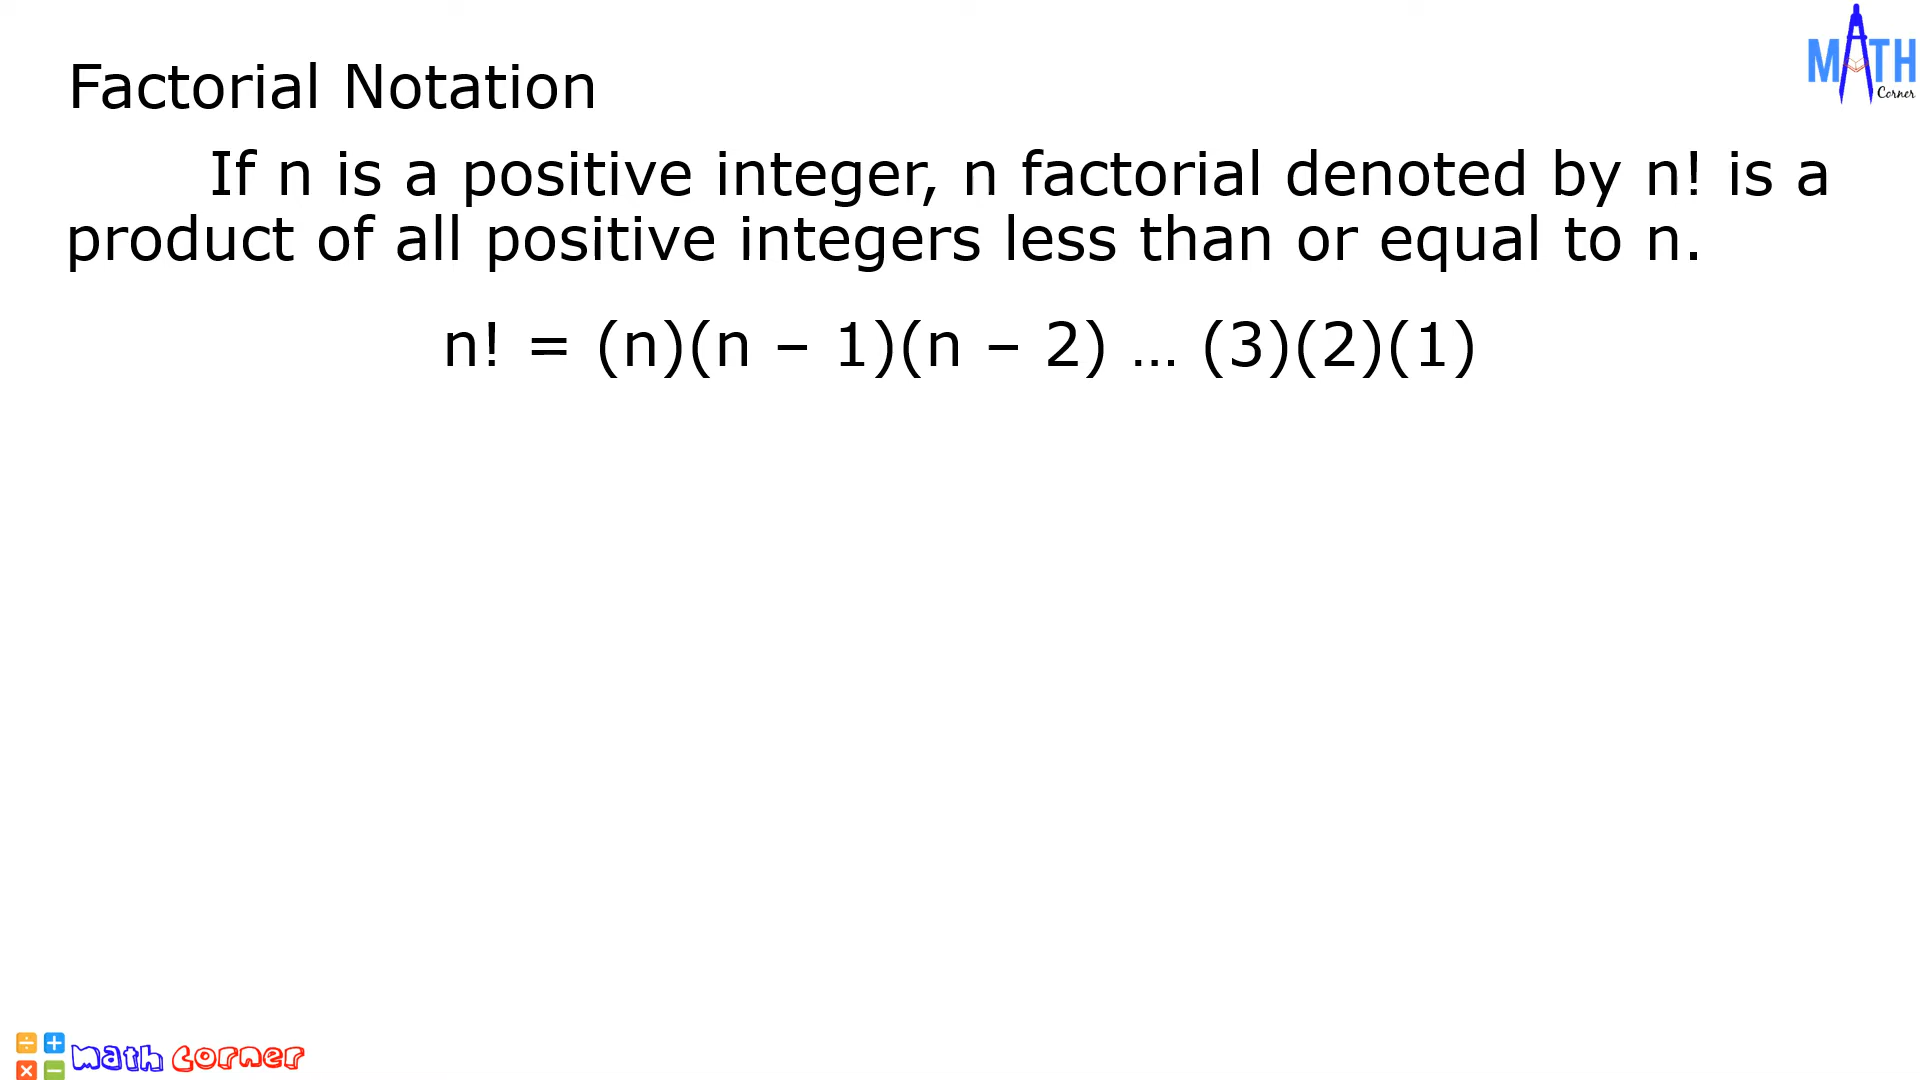 MATH
Corner
Factorial Notation
If n is a positive integer, n factorial denoted by n! is a
product of all positive integers less than or equal to n.
n! = (n)(n – 1)(n – 2) … (3)(2)(1)
math corner